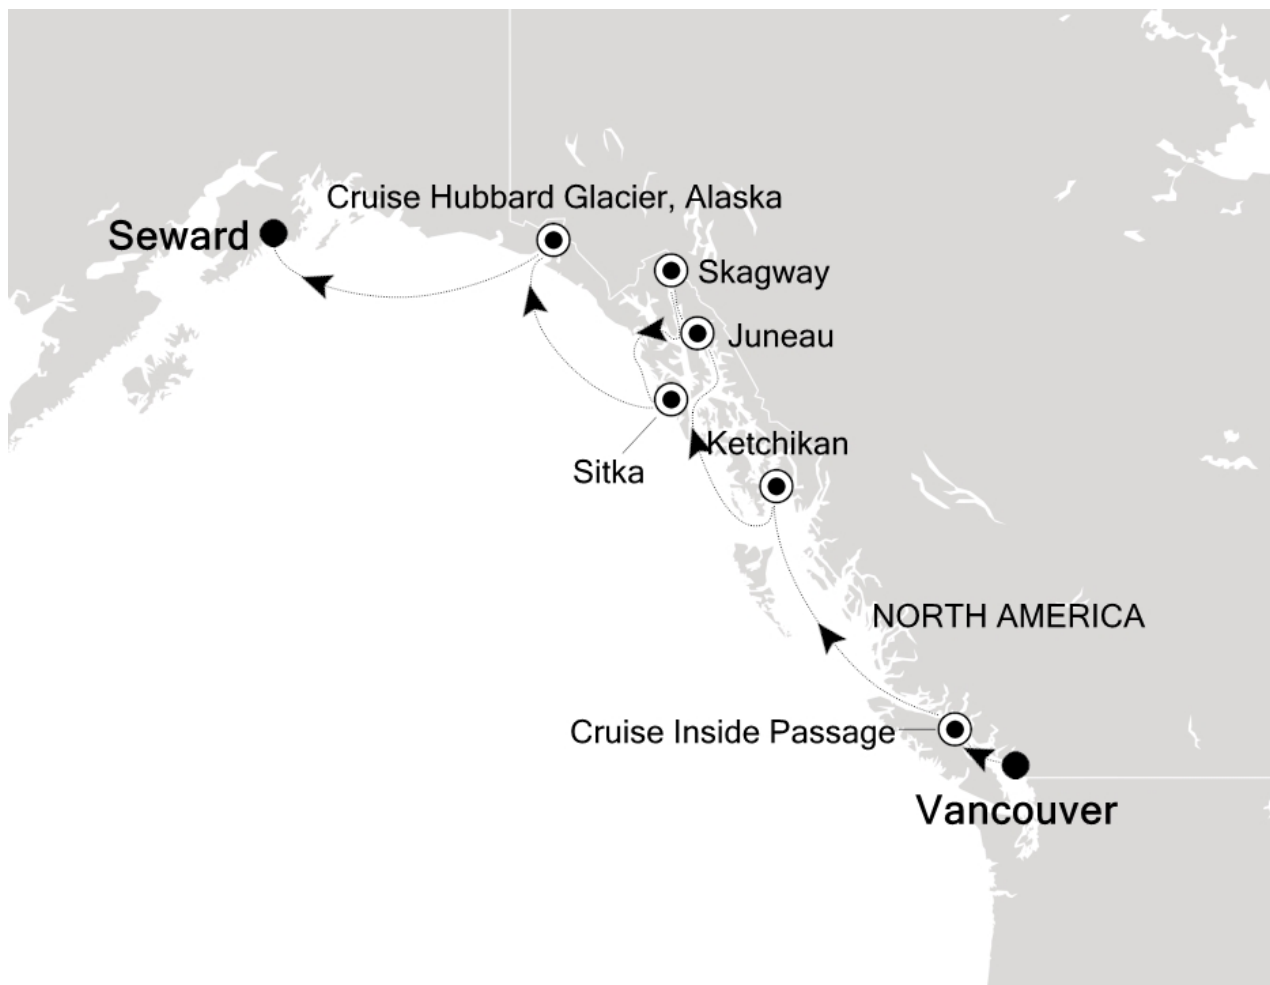 Cruise Hubbard Glacier, Alaska
Seward
Skagway
Juneau
Ketchikan
Sitka
NORTH AMERICA
Cruise Inside Passage
Vancouver